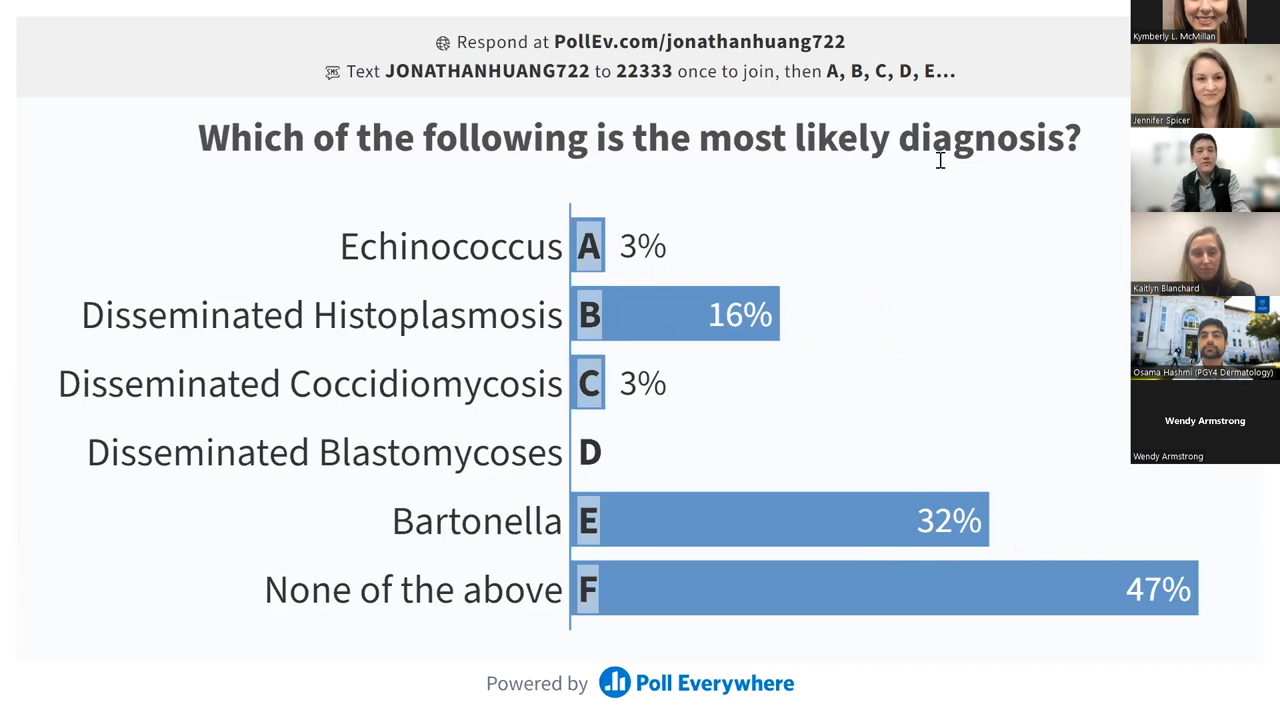 Respond at PollEv.com/jonathanhuang722
Text JONATHANHUANG722 to 22333 once to join, then A, B, C, D, E...
Which of the following is the most likely diagnosis?
Echinococcus A 3%
Disseminated Histoplasmosis B 16%
Disseminated Coccidiomycosis C 3%
Disseminated Blastomycoses D
Bartonella E 32%
None of the above F 47%
Powered by Poll Everywhere
Kymberly L. McMillan
Jennifer Spicer
Kaitlyn Blanchard
Osama Hashmi (PGY4 Dermatology)
Wendy Armstrong
Wendy Armstrong